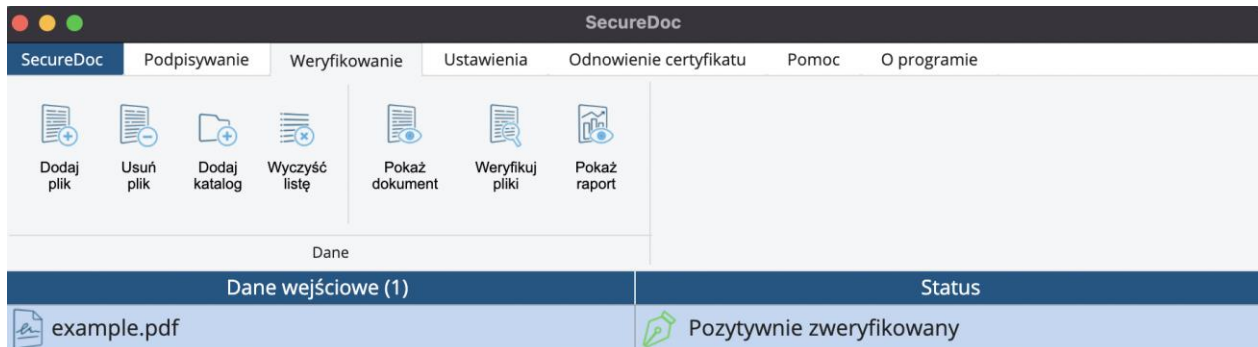 SecureDoc
SecureDoc Podpisywanie Weryfikowanie Ustawienia Odnowienie certyfikatu Pomoc O programie
Dodaj Usuń Dodaj Wyczyść Pokaż Weryfikuj Pokaż
plik plik katalog listę dokument pliki raport
Dane
Dane wejściowe (1) Status
example.pdf Pozytywnie zweryfikowany